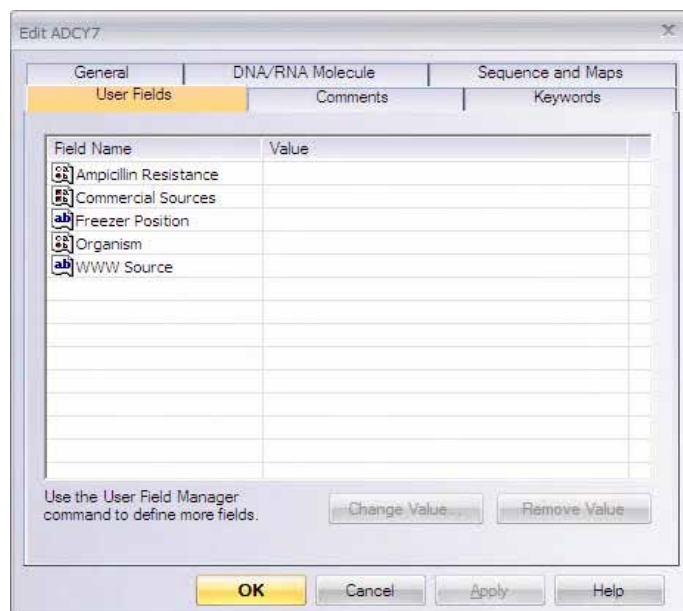 Edit ADCY7
General DNA/RNA Molecule Sequence and Maps
User Fields Comments Keywords
Field Name Value
Ampicillin Resistance
Commercial Sources
ab Freezer Position
Organism
ab WWW Source
Use the User Field Manager
command to define more fields.
Change Value... Remove Value
OK Cancel Apply Help